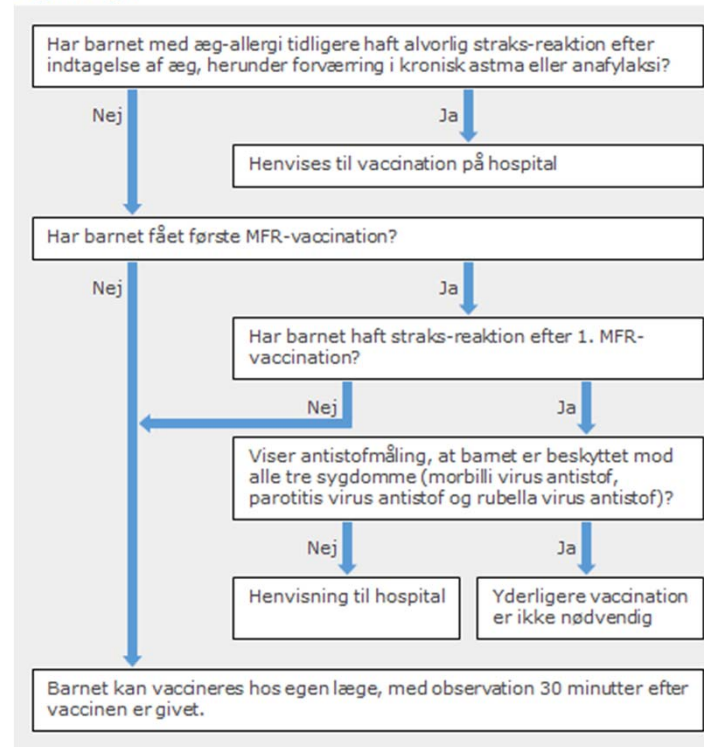 Har barnet med æg-allergi tidligere haft alvorlig straks-reaktion efter
indtagelse af æg, herunder forværring i kronisk astma eller anafylaksi?
Nej
Ja
Henvises til vaccination på hospital
Har barnet fået første MFR-vaccination?
Nej
Ja
Har barnet haft straks-reaktion efter 1. MFR-
vaccination?
Nej
Ja
Viser antistofmåling, at barnet er beskyttet mod
alle tre sygdomme (morbilli virus antistof,
parotitis virus antistof og rubella virus antistof)?
Nej
Ja
Henvisning til hospital
Yderligere vaccination
er ikke nødvendig
Barnet kan vaccineres hos egen læge, med observation 30 minutter efter
vaccinen er givet.